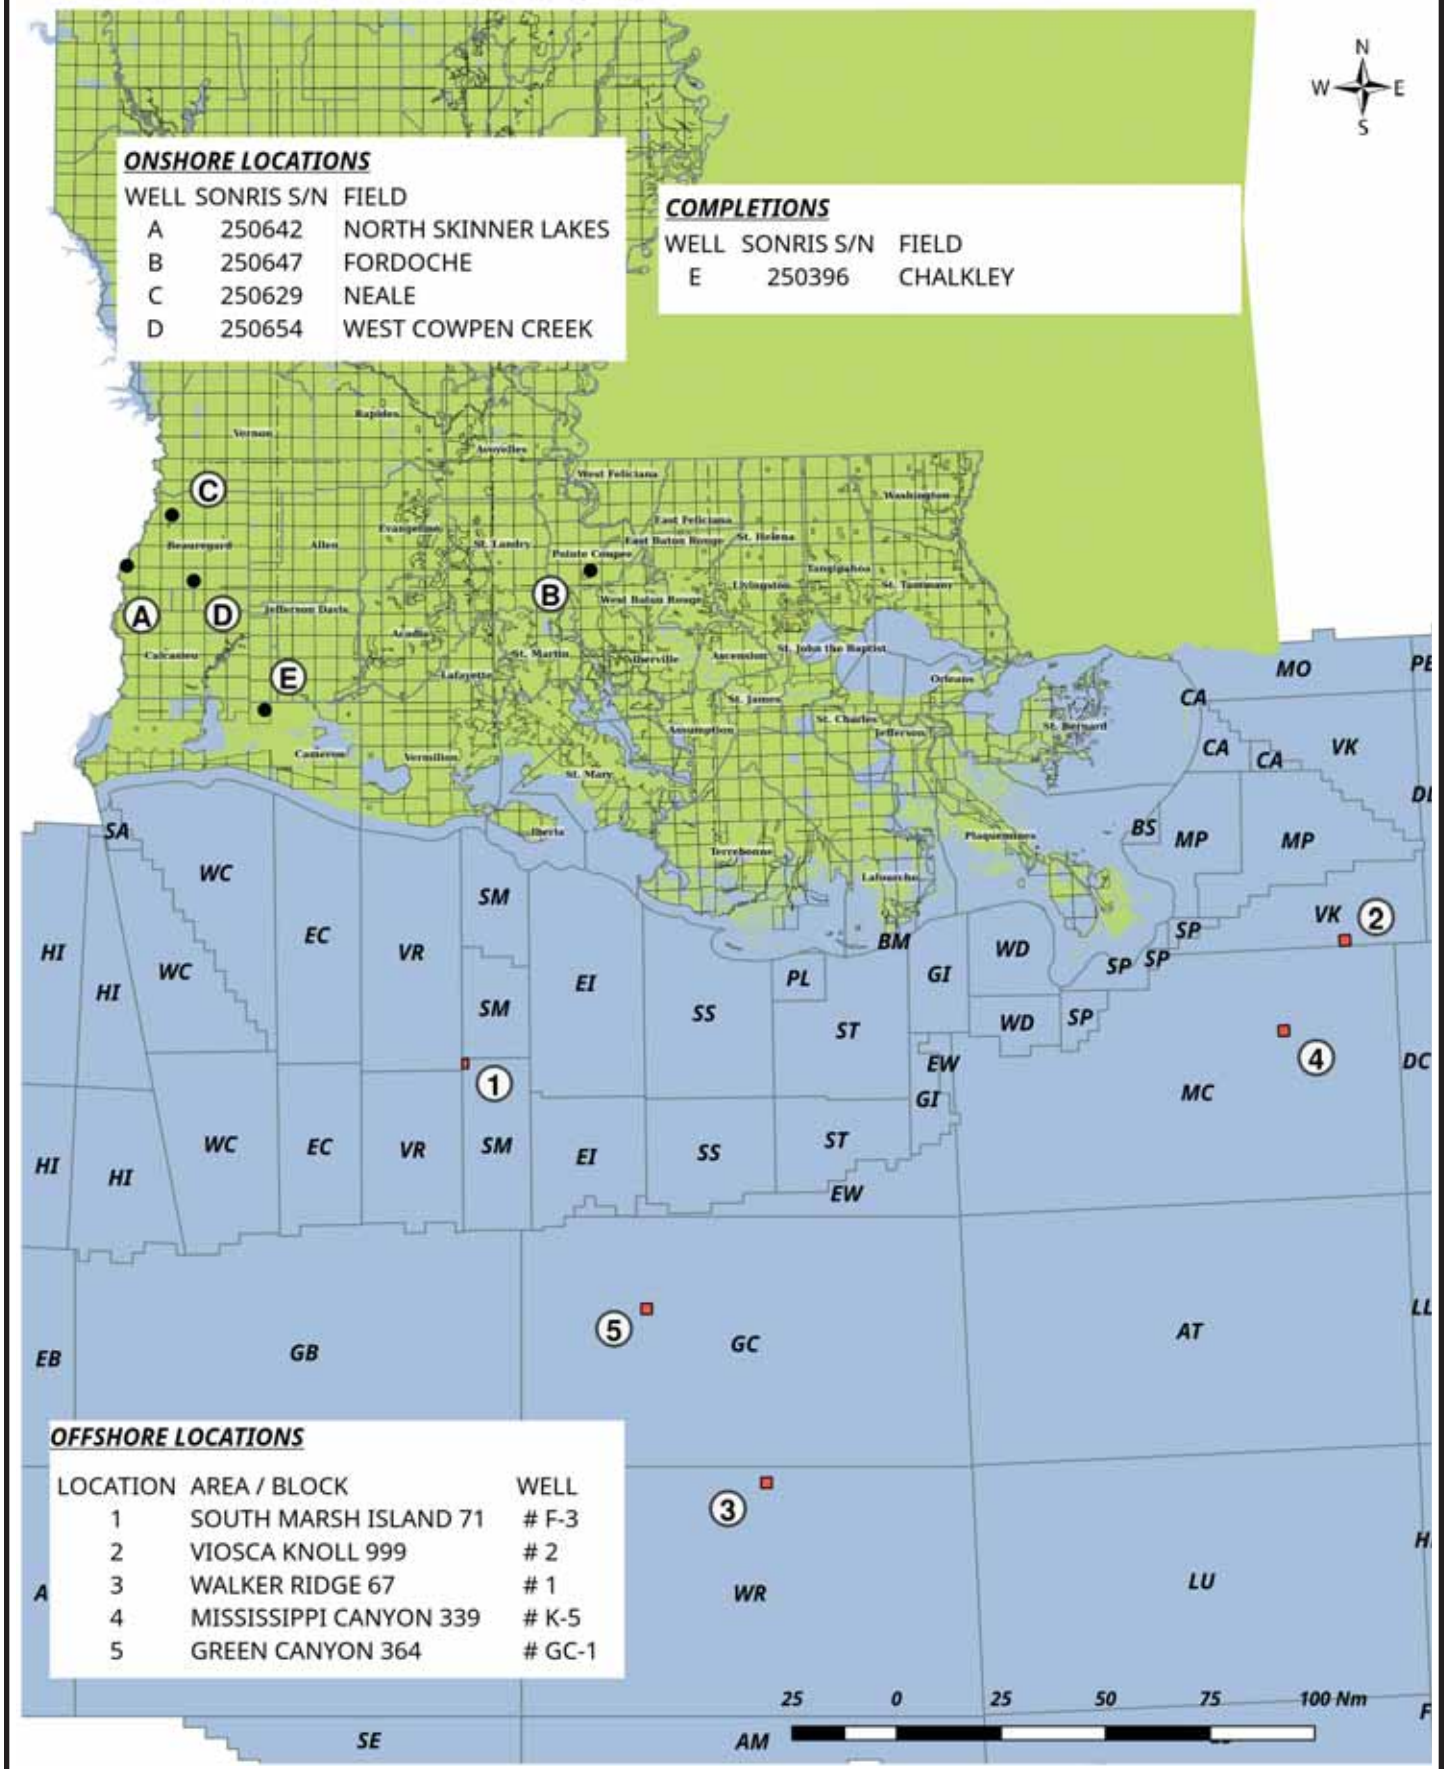 N
W E
S
ONSHORE LOCATIONS
WELL SONRIS S/N FIELD
A 250642 NORTH SKINNER LAKES
B 250647 FORDOCHE
C 250629 NEALE
D 250654 WEST COWPEN CREEK
COMPLETIONS
WELL SONRIS S/N FIELD
E 250396 CHALKLEY
Rapides
Vernon
Avoyelles
West Feliciana
C
Washington
East Feliciana
Evangeline
St. Helena
Beauregard Allen St. Landry East Baton Rouge
Pointe Coupee
Tangipahoa
Livingston St. Tammany
B
West Baton Rouge
A D Jefferson Davis
Acadia
St. John the Baptist
Calcasieu St. Martin Iberville Ascension
E Lafayette Orleans
MO
St. James
CA
St. Charles
Assumption Jefferson St. Bernard
Cameron Vermilion CA CA VK
St. Mary
SA Iberia BS MP MP
Plaquemines
Terrebonne
WC Lafourche
SM
VK 2
EC SP
BM
HI VR WD
WC EI PL GI SP SP
HI SM SS ST WD SP
EW 4 DC
1 GI MC
WC EC VR SM EI SS ST
HI HI
EW
5
EB GB GC AT
OFFSHORE LOCATIONS
LOCATION AREA / BLOCK WELL
1 SOUTH MARSH ISLAND 71 # F-3
2 VIOSCA KNOLL 999 # 2
3 WALKER RIDGE 67 # 1
4 MISSISSIPPI CANYON 339 # K-5
5 GREEN CANYON 364 # GC-1
3
WR LU
25 0 25 50 75 100 Nm
SE AM